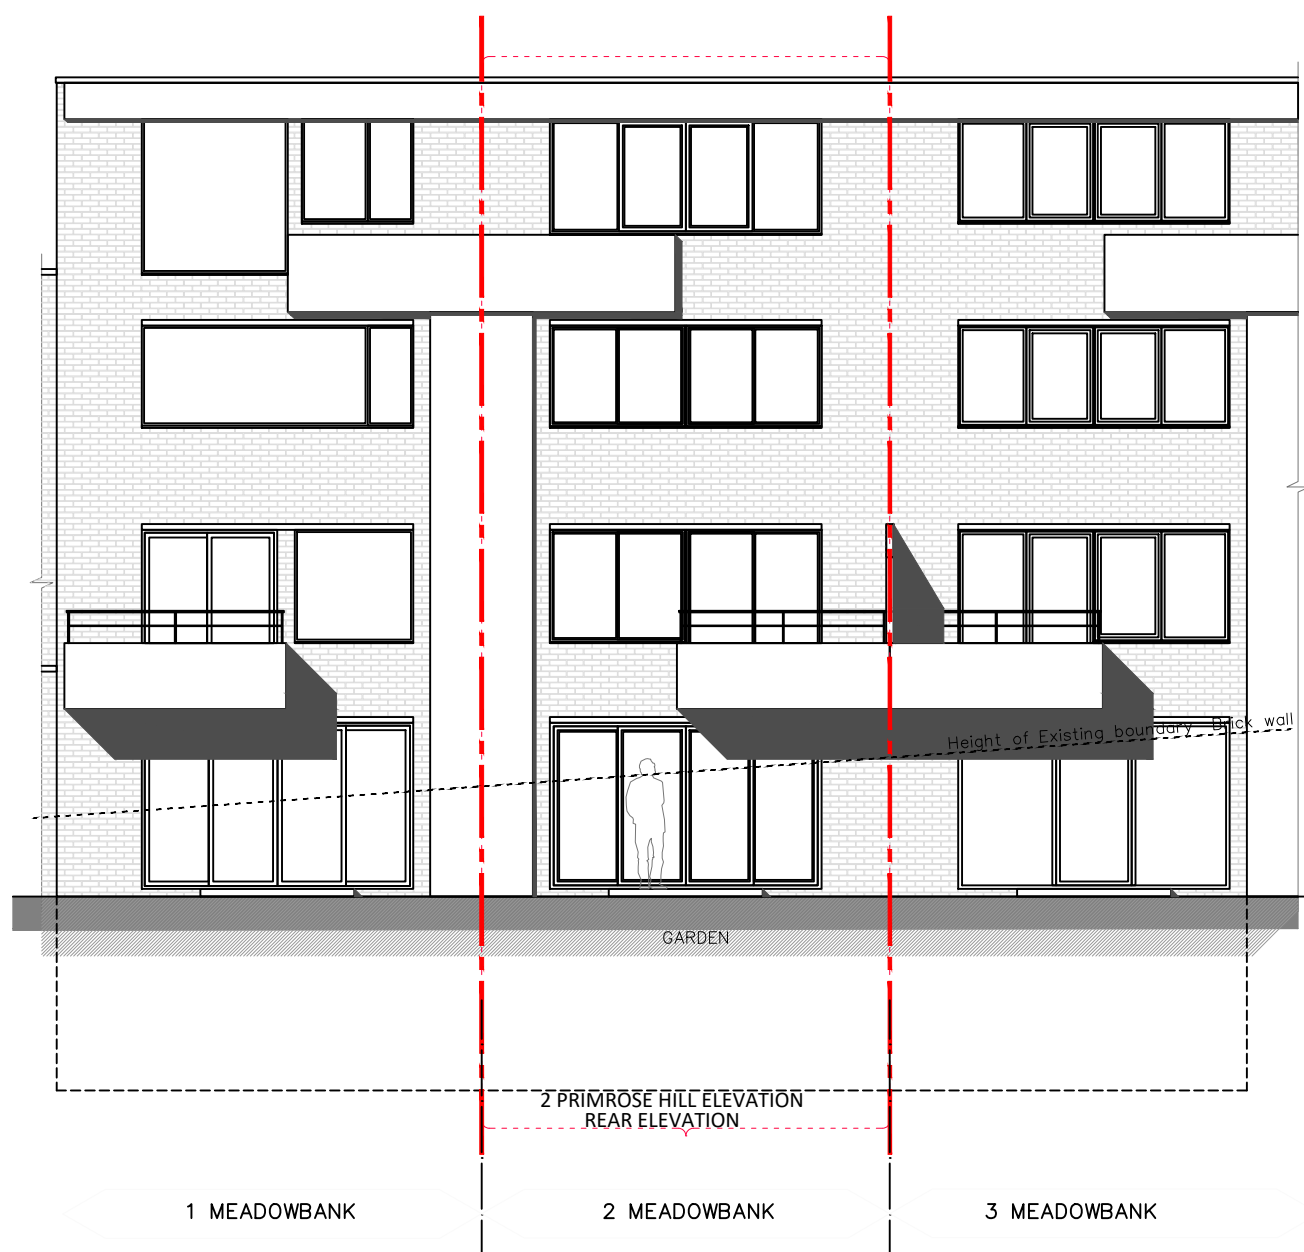 Height of Existing boundary Brick wall
GARDEN
2 PRIMROSE HILL ELEVATION
REAR ELEVATION
1 MEADOWBANK
2 MEADOWBANK
3 MEADOWBANK